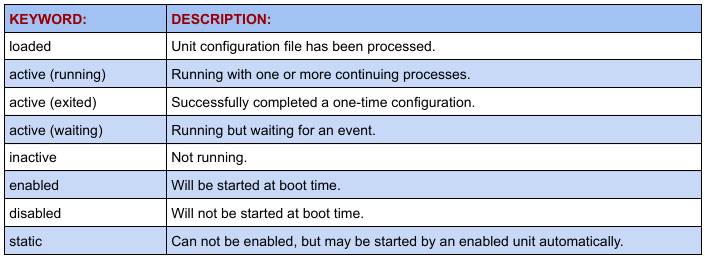 KEYWORD: DESCRIPTION:
loaded Unit configuration file has been processed.
active (running) Running with one or more continuing processes.
active (exited) Successfully completed a one-time configuration.
active (waiting) Running but waiting for an event.
inactive Not running.
enabled Will be started at boot time.
disabled Will not be started at boot time.
static Can not be enabled, but may be started by an enabled unit automatically.